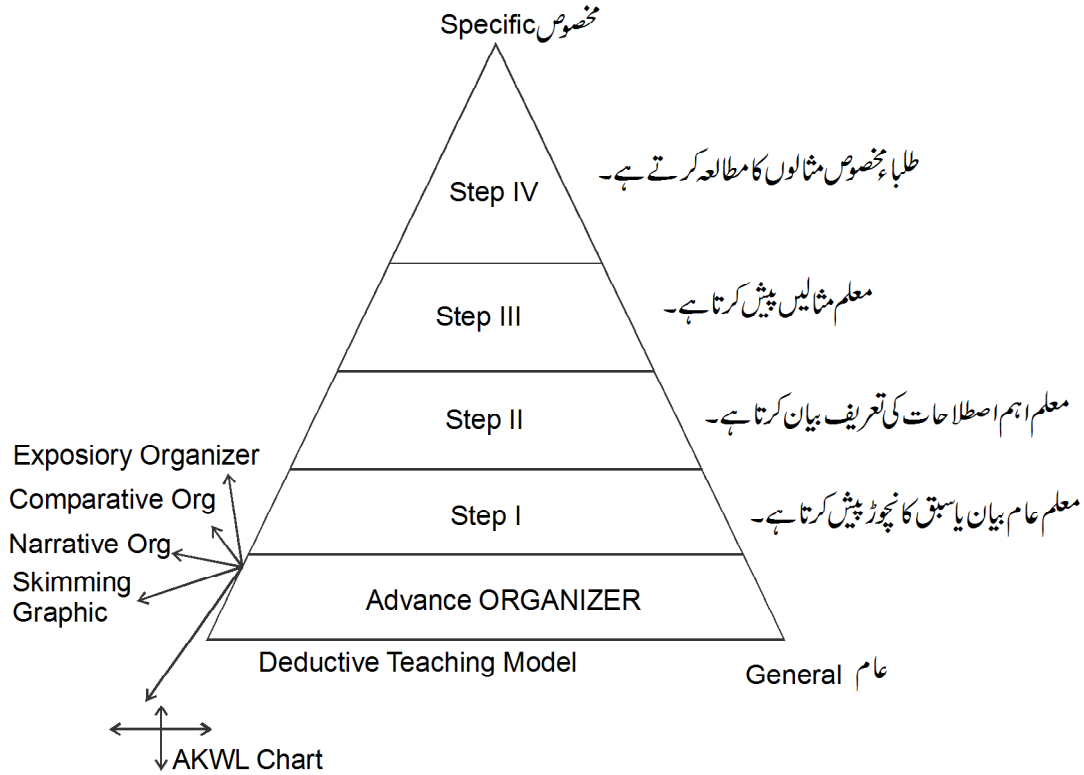 Specific مخصوص
Step IV طلباء مخصوص مثالوں کا مطالعہ کرتے ہے۔
Step III معلم مثالیں پیش کرتا ہے۔
Step II معلم اہم اصطلاحات کی تعریف بیان کرتا ہے۔
Exposiory Organizer
Comparative Org
Step I معلم عام بیان یا سبق کا نچوڑ پیش کرتا ہے۔
Narrative Org
Skimming
Graphic
Advance ORGANIZER
Deductive Teaching Model
General عام
AKWL Chart